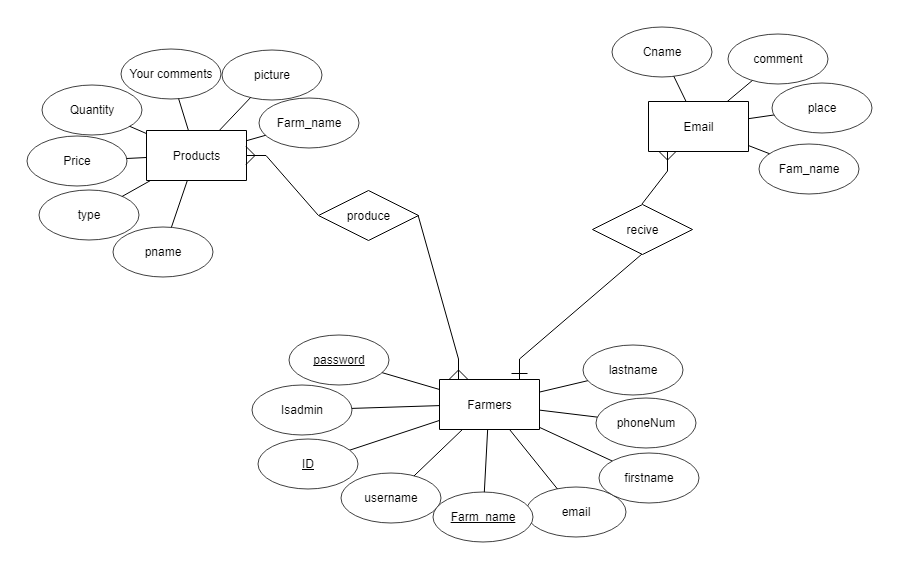 Cname
comment
Your comments
picture
place
Quantity
Farm_name
Email
Products
Price
Fam_name
type
produce
recive
pname
password
lastname
Isadmin
Farmers
phoneNum
ID
firstname
username
Farm_name
email